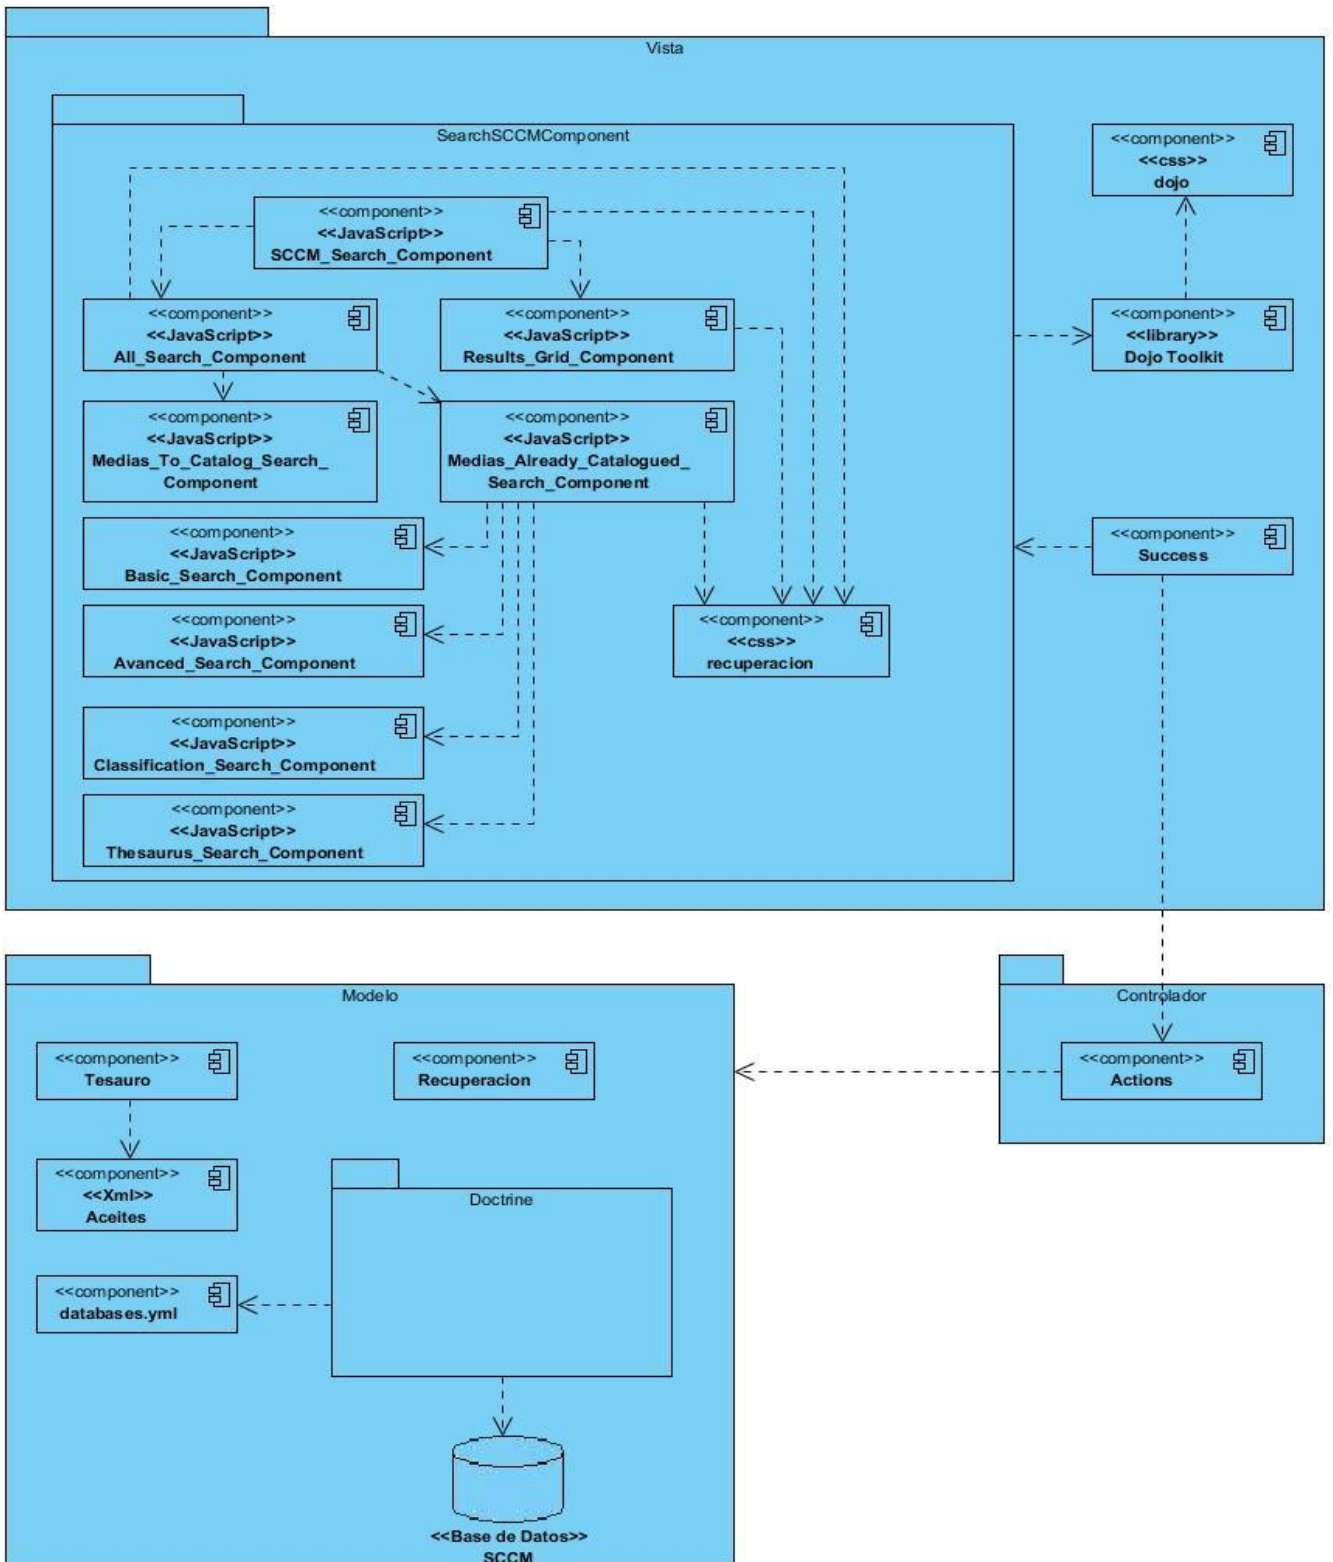 Vista
SearchSCCMComponent
<<component>>
<<css>>
dojo
<<component>>
<<JavaScript>>
SCCM_Search_Component
<<component>>
<<JavaScript>>
All_Search_Component
<<component>>
<<JavaScript>>
Results_Grid_Component
<<component>>
<<library>>
Dojo Toolkit
<<component>>
<<JavaScript>>
Medias_To_Catalog_Search_
Component
<<component>>
<<JavaScript>>
Medias_Already_Catalogued_
Search_Component
<<component>>
<<JavaScript>>
Basic_Search_Component
<<component>>
Success
<<component>>
<<JavaScript>>
Avanced_Search_Component
<<component>>
<<css>>
recuperacion
<<component>>
<<JavaScript>>
Classification_Search_Component
<<component>>
<<JavaScript>>
Thesaurus_Search_Component
Modelo
Controlador
<<component>>
Tesauro
<<component>>
Recuperacion
<<component>>
Actions
<<component>>
<<Xml>>
Aceites
Doctrine
<<component>>
databases.yml
<<Base de Datos>>
SCCM